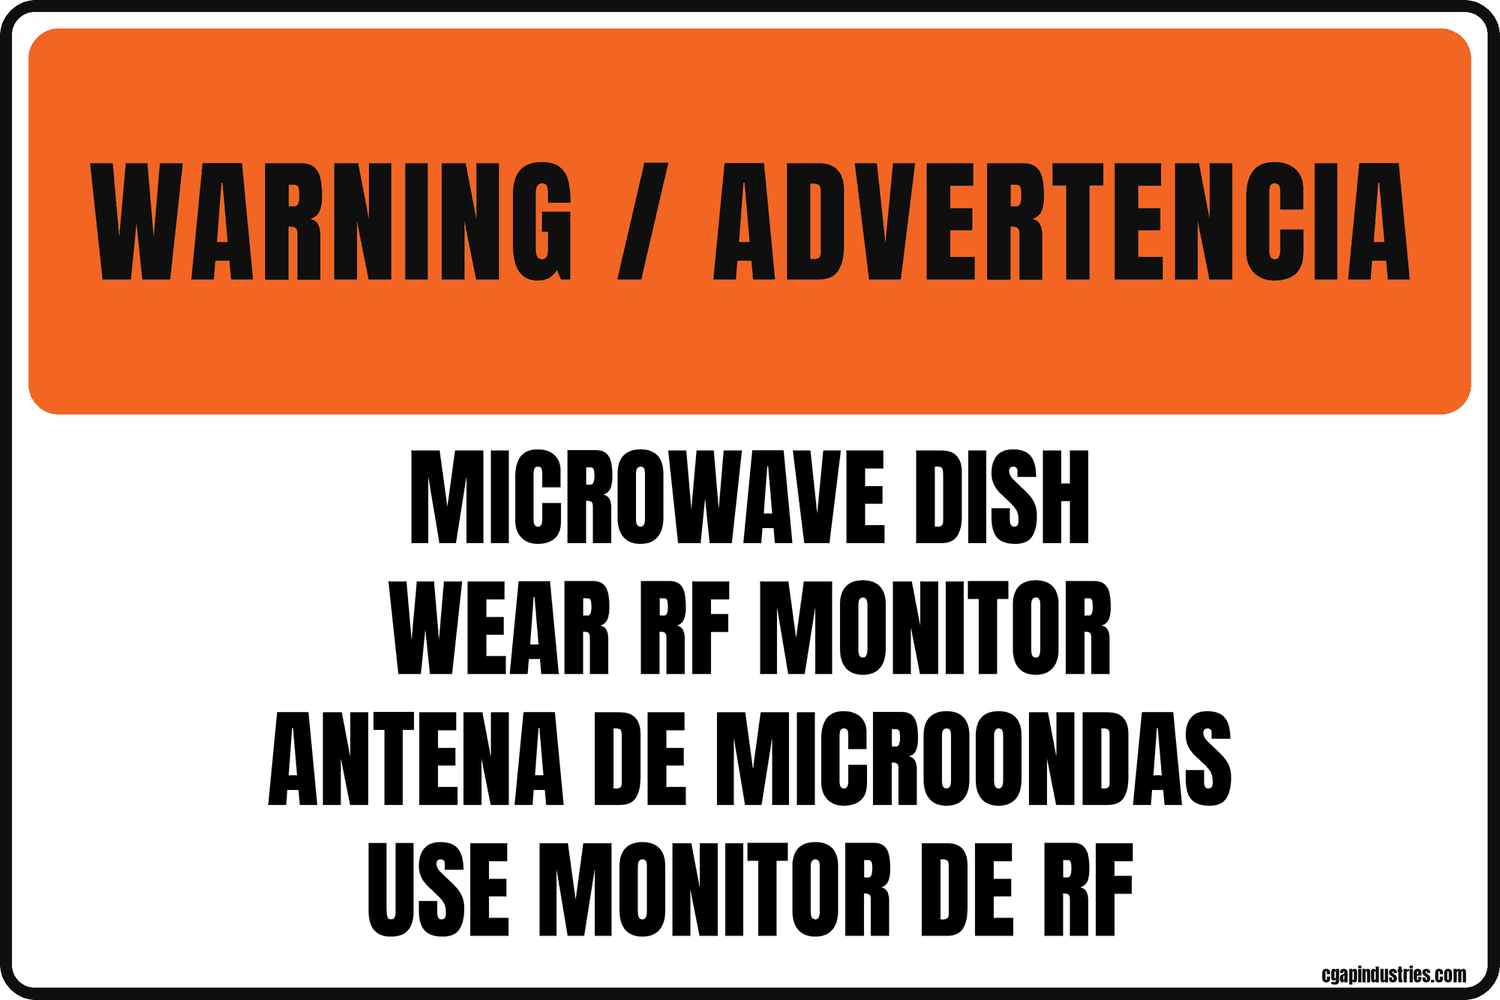 WARNING / ADVERTENCIA
MICROWAVE DISH
WEAR RF MONITOR
ANTENA DE MICROONDAS
USE MONITOR DE RF
cgapindustries.com